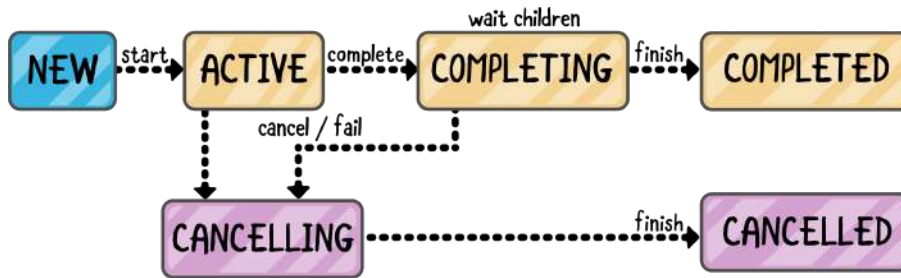 wait children
NEW start ACTIVE complete COMPLETING finish COMPLETED
cancel / fail
CANCELLING finish CANCELLED